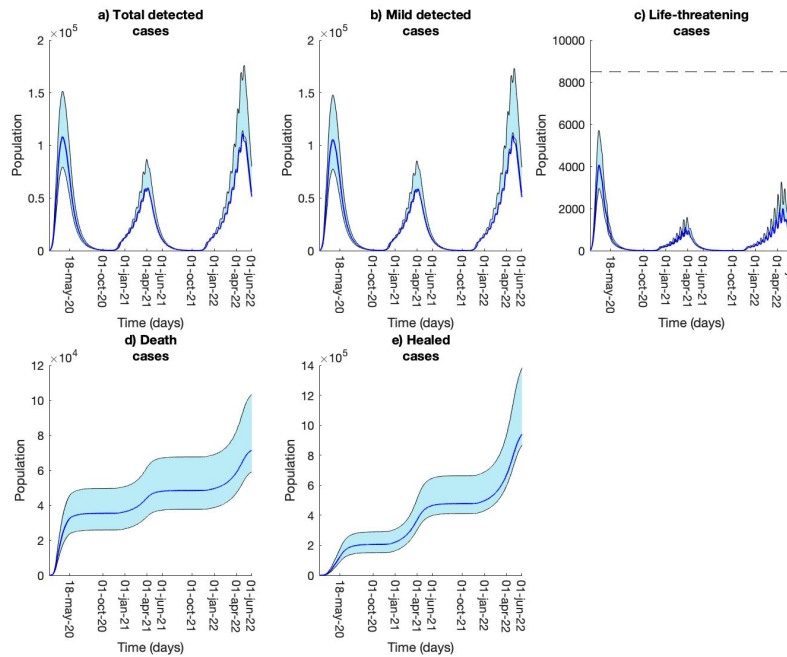 a) Total detected
cases
×10⁵
2
1.5
1
0.5
0
Population
18-may-20
01-oct-20
01-jan-21
01-apr-21
01-jun-21
01-oct-21
01-jan-22
01-apr-22
01-jun-22
Time (days)
b) Mild detected
cases
×10⁵
2
1.5
1
0.5
0
Population
18-may-20
01-oct-20
01-jan-21
01-apr-21
01-jun-21
01-oct-21
01-jan-22
01-apr-22
01-jun-22
Time (days)
c) Life-threatening
cases
10000
8000
6000
4000
2000
0
Population
18-may-20
01-oct-20
01-jan-21
01-apr-21
01-jun-21
01-oct-21
01-jan-22
01-apr-22
Time (days)
d) Death
cases
×10⁴
12
10
8
6
4
2
0
Population
18-may-20
01-oct-20
01-jan-21
01-apr-21
01-jun-21
01-oct-21
01-jan-22
01-apr-22
01-jun-22
Time (days)
e) Healed
cases
×10⁵
14
12
10
8
6
4
2
0
Population
18-may-20
01-oct-20
01-jan-21
01-apr-21
01-jun-21
01-oct-21
01-jan-22
01-apr-22
01-jun-22
Time (days)